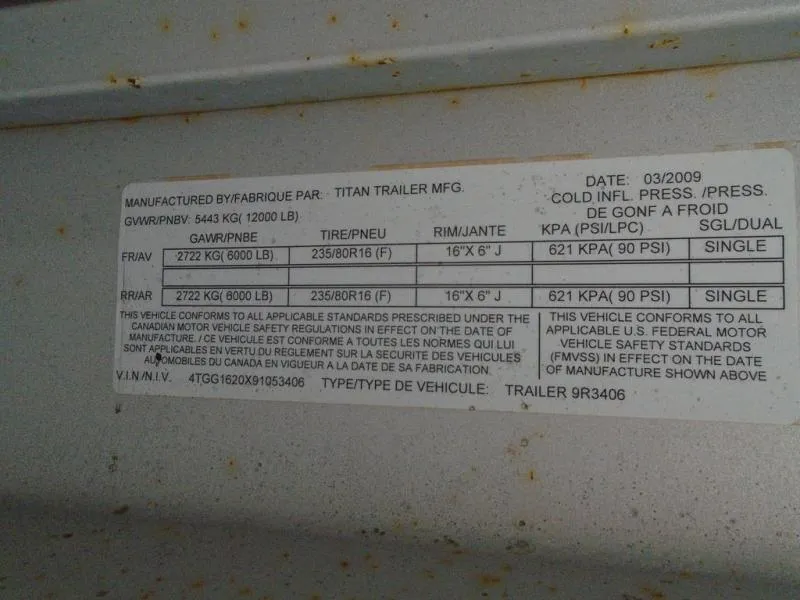 MANUFACTURED BY/FABRIQUE PAR: TITAN TRAILER MFG. DATE: 03/2009
GVWR/PNBV: 5443 KG( 12000 LB) COLD INFL. PRESS. /PRESS.
DE GONF A FROID
GAWR/PNBE TIRE/PNEU RIM/JANTE KPA (PSI/LPC) SGL/DUAL
FR/AV 2722 KG( 6000 LB) 235/80R16 (F) 16"X 6" J 621 KPA( 90 PSI) SINGLE
RR/AR 2722 KG( 6000 LB) 235/80R16 (F) 16"X 6" J 621 KPA( 90 PSI) SINGLE
THIS VEHICLE CONFORMS TO ALL APPLICABLE STANDARDS PRESCRIBED UNDER THE
CANADIAN MOTOR VEHICLE SAFETY REGULATIONS IN EFFECT ON THE DATE OF
MANUFACTURE. / CE VEHICULE EST CONFORME A TOUTES LES NORMES QUI LUI
SONT APPLICABLES EN VERTU DU REGLEMENT SUR LA SECURITE DES VEHICULES
AUTOMOBILES DU CANADA EN VIGUEUR A LA DATE DE SA FABRICATION.
THIS VEHICLE CONFORMS TO ALL
APPLICABLE U.S. FEDERAL MOTOR
VEHICLE SAFETY STANDARDS
(FMVSS) IN EFFECT ON THE DATE
OF MANUFACTURE SHOWN ABOVE
V.I.N./N.I.V. 4TGG1620X91053406 TYPE/TYPE DE VEHICULE: TRAILER 9R3406